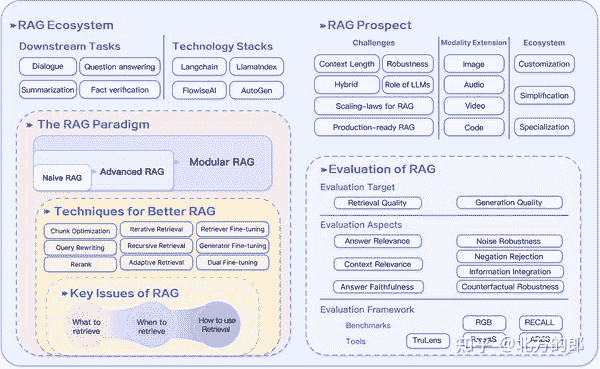 RAG Ecosystem
Downstream Tasks
Dialogue
Question answering
Summarization
Fact verification
Technology Stacks
Langchain
LlamaIndex
FlowiseAI
AutoGen
The RAG Paradigm
Naive RAG
Advanced RAG
Modular RAG
Techniques for Better RAG
Chunk Optimization
Iterative Retrieval
Retriever Fine-tuning
Query Rewriting
Recursive Retrieval
Generator Fine-tuning
Rerank
Adaptive Retrieval
Dual Fine-tuning
Key Issues of RAG
What to
retrieve
When to
retrieve
How to use
Retrieval
RAG Prospect
Challenges
Context Length
Robustness
Hybrid
Role of LLMs
Scaling-laws for RAG
Production-ready RAG
Modality Extension
Image
Audio
Video
Code
Ecosystem
Customization
Simplification
Specialization
Evaluation of RAG
Evaluation Target
Retrieval Quality
Generation Quality
Evaluation Aspects
Answer Relevance
Context Relevance
Answer Faithfulness
Noise Robustness
Negation Rejection
Information Integration
Counterfactual Robustness
Evaluation Framework
Benchmarks
RGB
RECALL
Tools
TruLens
知乎 @北方的郎